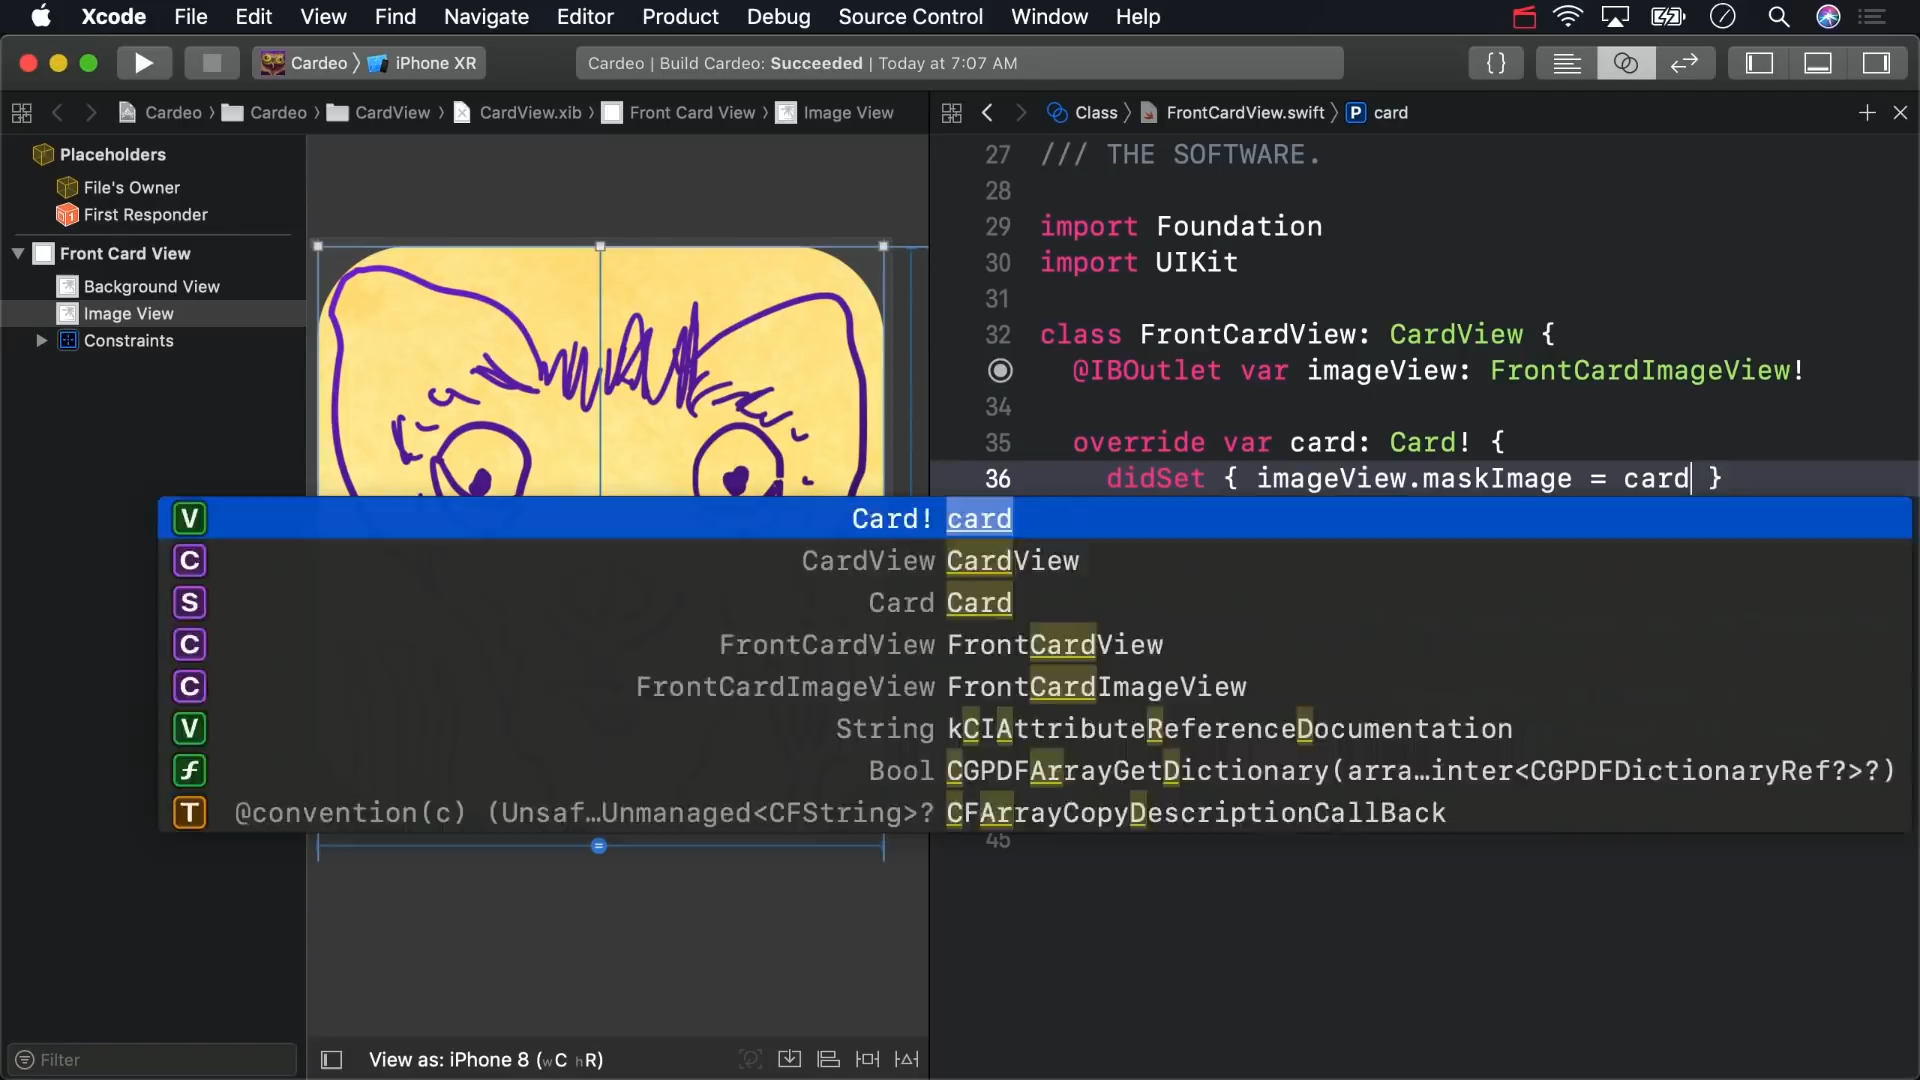 Xcode File Edit View Find Navigate Editor Product Debug Source Control Window Help
Cardeo iPhone XR
Cardeo | Build Cardeo: Succeeded | Today at 7:07 AM
{}
Cardeo Cardeo CardView CardView.xib Front Card View Image View
Class FrontCardView.swift P card
Placeholders
File's Owner
First Responder
Front Card View
Background View
Image View
Constraints
27 /// THE SOFTWARE.
28
29 import Foundation
30 import UIKit
31
32 class FrontCardView: CardView {
@IBOutlet var imageView: FrontCardImageView!
34
35 override var card: Card! {
36 didSet { imageView.maskImage = card }
V Card! card
C CardView CardView
S Card Card
C FrontCardView FrontCardView
C FrontCardImageView FrontCardImageView
V String kCIAttributeReferenceDocumentation
f Bool CGPDFArrayGetDictionary(arra…inter<CGPDFDictionaryRef?>?)
T @convention(c) (Unsaf…Unmanaged<CFString>? CFArrayCopyDescriptionCallBack
45
Filter
View as: iPhone 8 (wC hR)